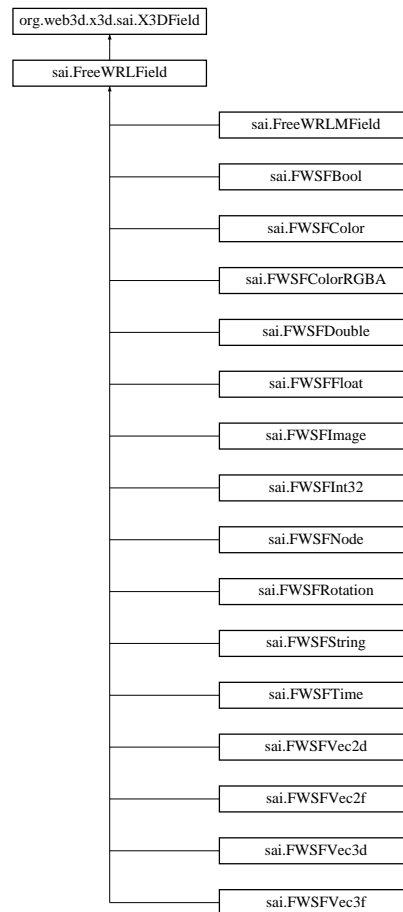 org.web3d.x3d.sai.X3DField
sai.FreeWRLField
sai.FreeWRLMField
sai.FWSFBool
sai.FWSFColor
sai.FWSFColorRGBA
sai.FWSFDouble
sai.FWSFFloat
sai.FWSFImage
sai.FWSFInt32
sai.FWSFNode
sai.FWSFRotation
sai.FWSFString
sai.FWSFTime
sai.FWSFVec2d
sai.FWSFVec2f
sai.FWSFVec3d
sai.FWSFVec3f